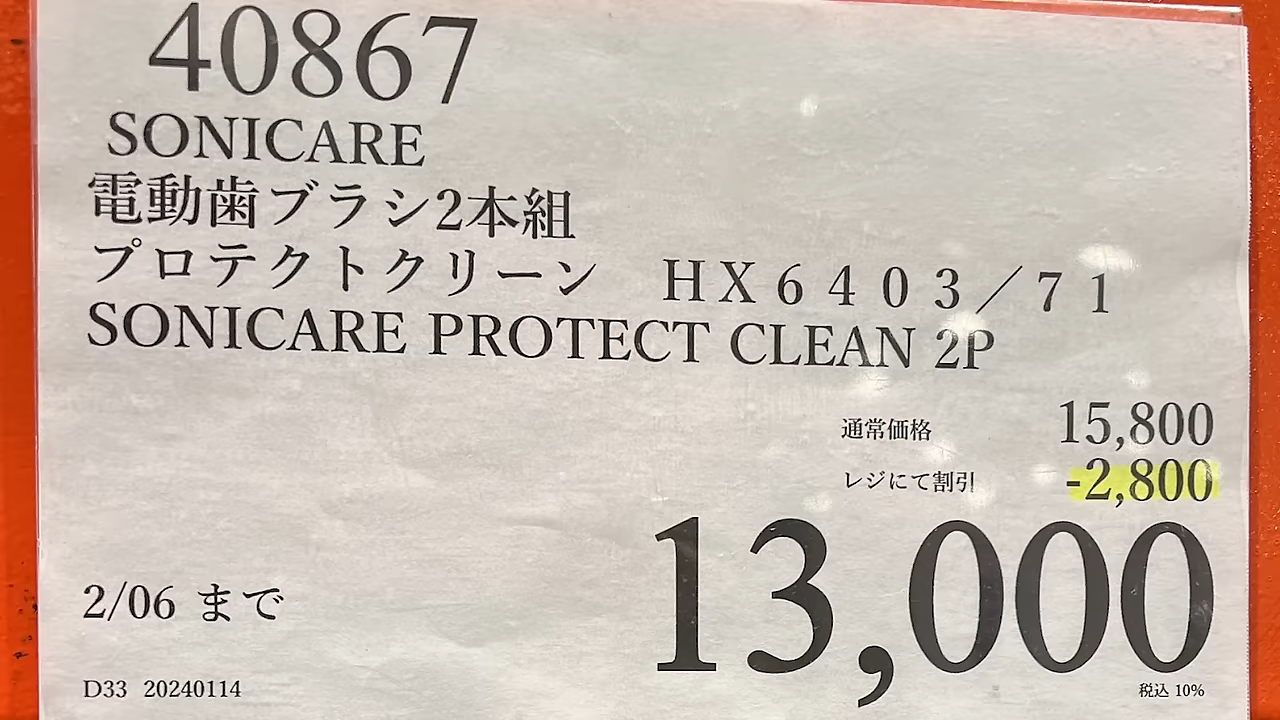 40867
SONICARE
電動歯ブラシ2本組
プロテクトクリーン　ＨＸ６４０３／７１
SONICARE PROTECT CLEAN 2P
通常価格 15,800
レジにて割引 -2,800
13,000
2/06 まで
D33 20240114
税込 10%